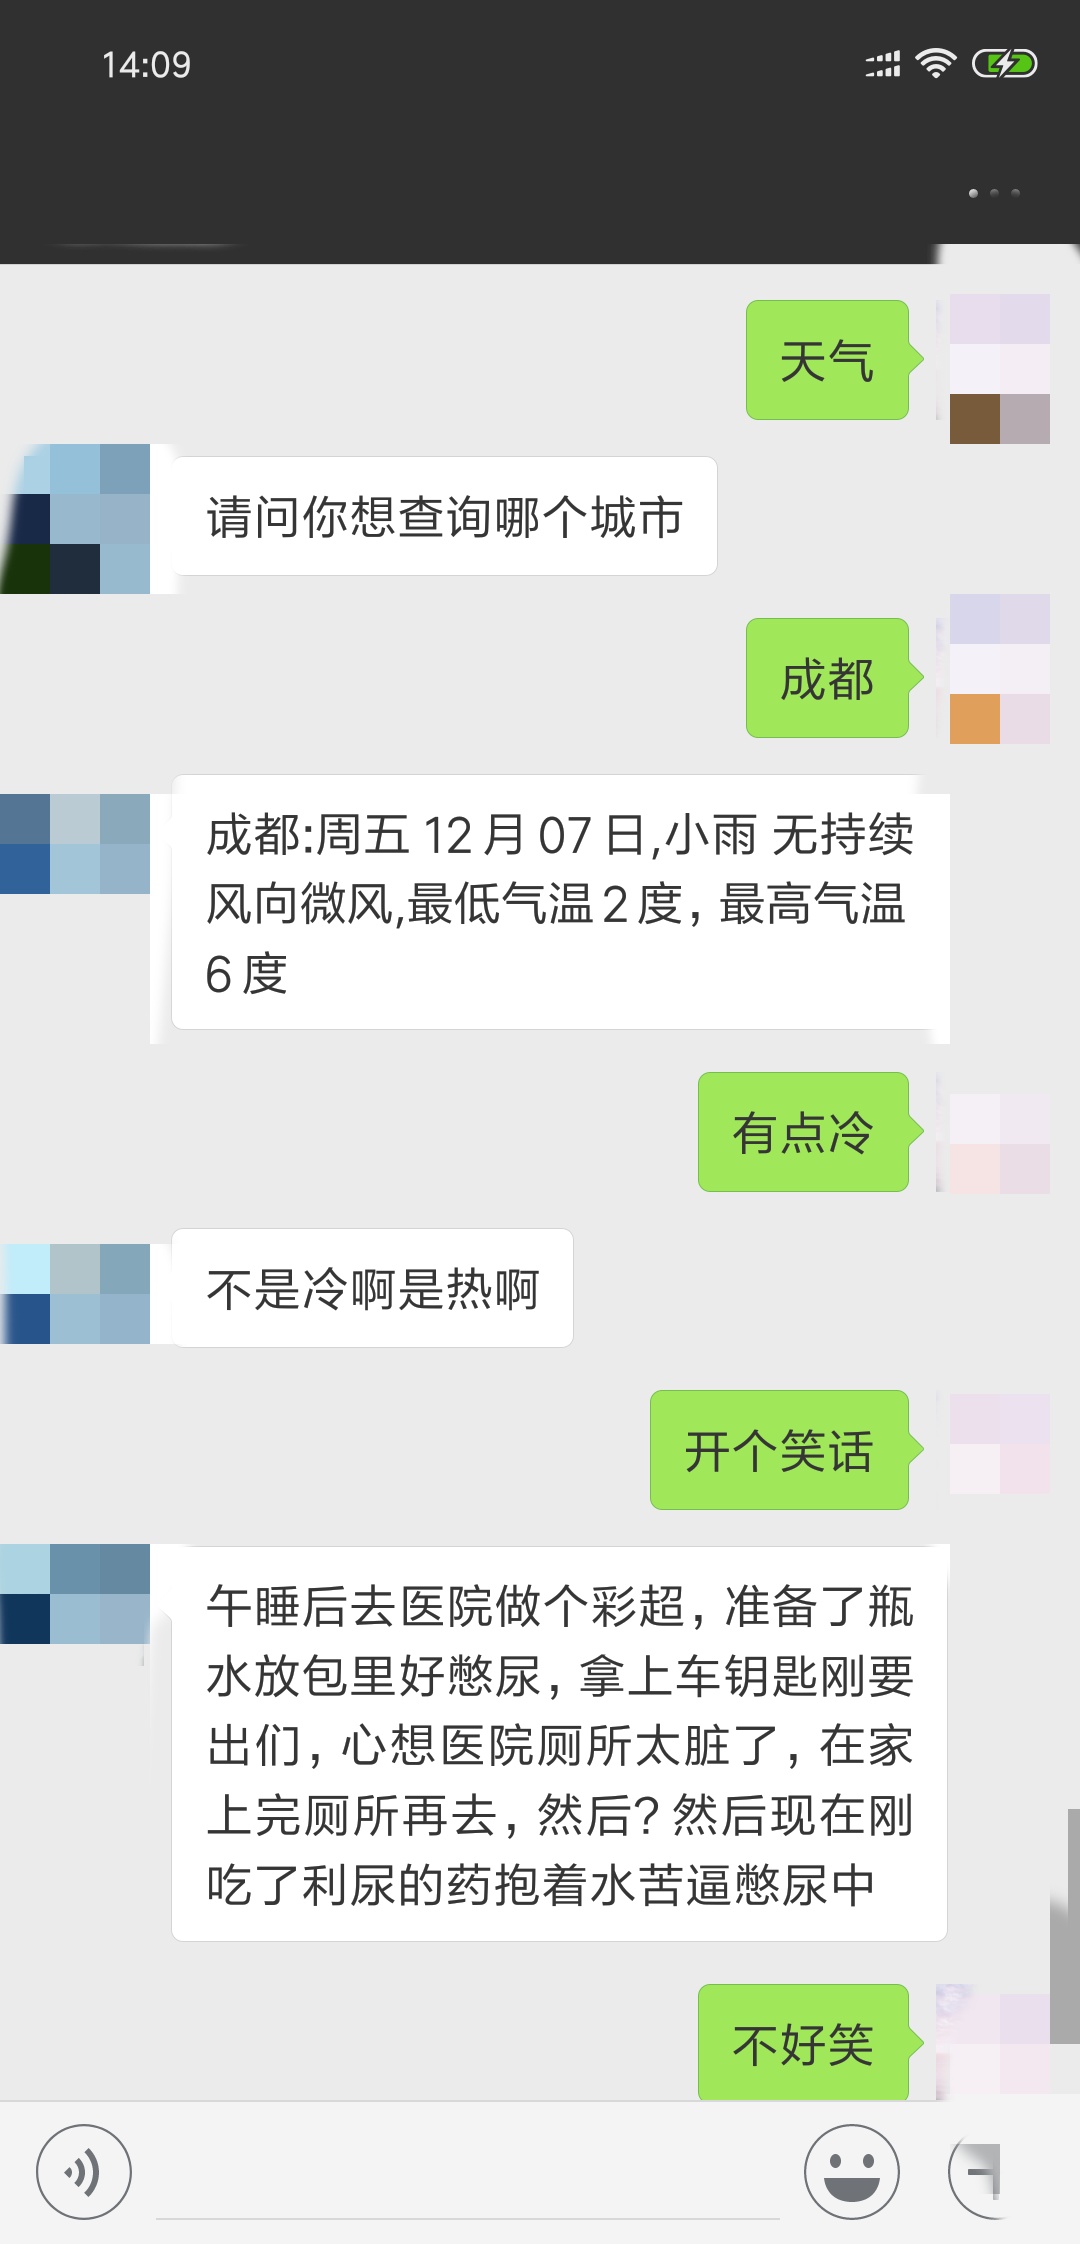 14:09
天气
请问你想查询哪个城市
成都
成都:周五 12月07日,小雨 无持续
风向微风,最低气温2度，最高气温
6度
有点冷
不是冷啊是热啊
开个笑话
午睡后去医院做个彩超，准备了瓶
水放包里好憋尿，拿上车钥匙刚要
出们，心想医院厕所太脏了，在家
上完厕所再去，然后？然后现在刚
吃了利尿的药抱着水苦逼憋尿中
不好笑